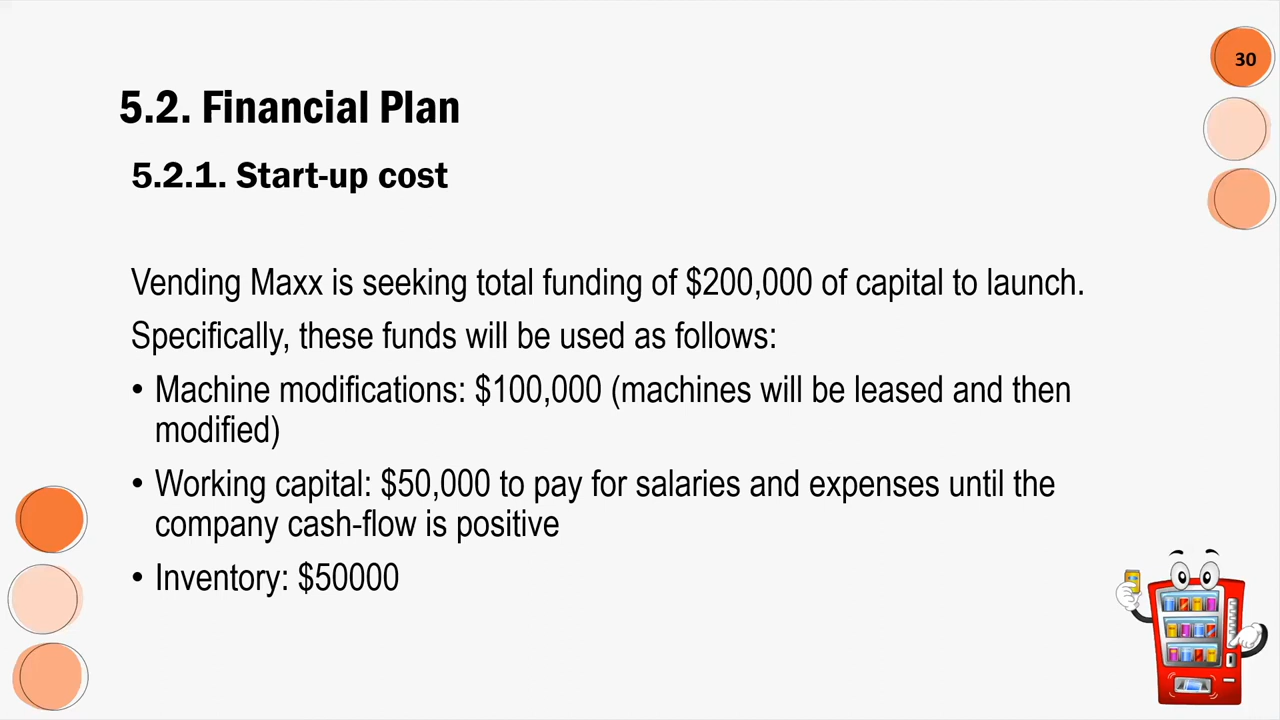 30
5.2. Financial Plan
5.2.1. Start-up cost
Vending Maxx is seeking total funding of $200,000 of capital to launch.
Specifically, these funds will be used as follows:
• Machine modifications: $100,000 (machines will be leased and then
modified)
• Working capital: $50,000 to pay for salaries and expenses until the
company cash-flow is positive
• Inventory: $50000